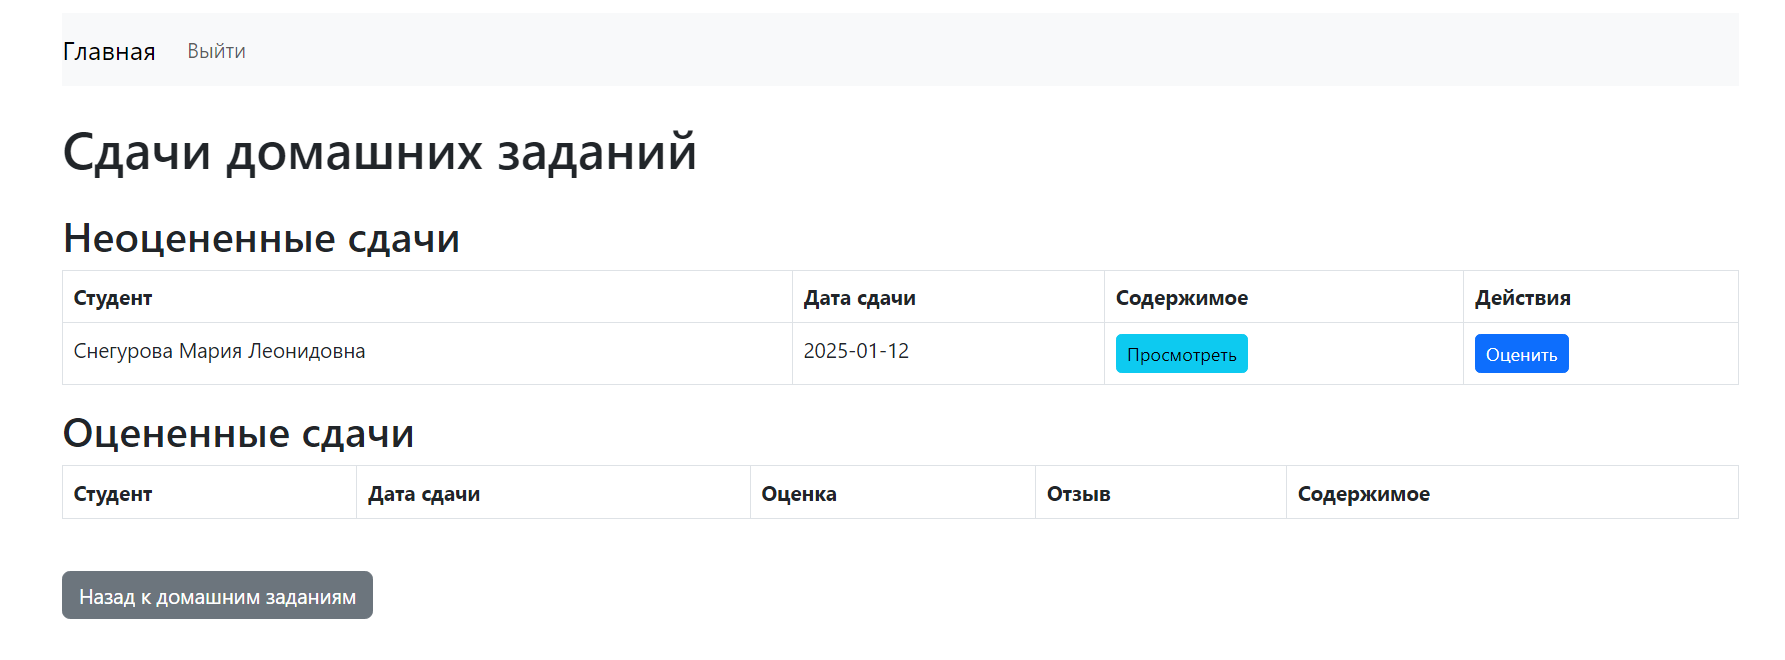 Главная Выйти
Сдачи домашних заданий
Неоцененные сдачи
Студент Дата сдачи Содержимое Действия
Снегурова Мария Леонидовна 2025-01-12 Просмотреть Оценить
Оцененные сдачи
Студент Дата сдачи Оценка Отзыв Содержимое
Назад к домашним заданиям